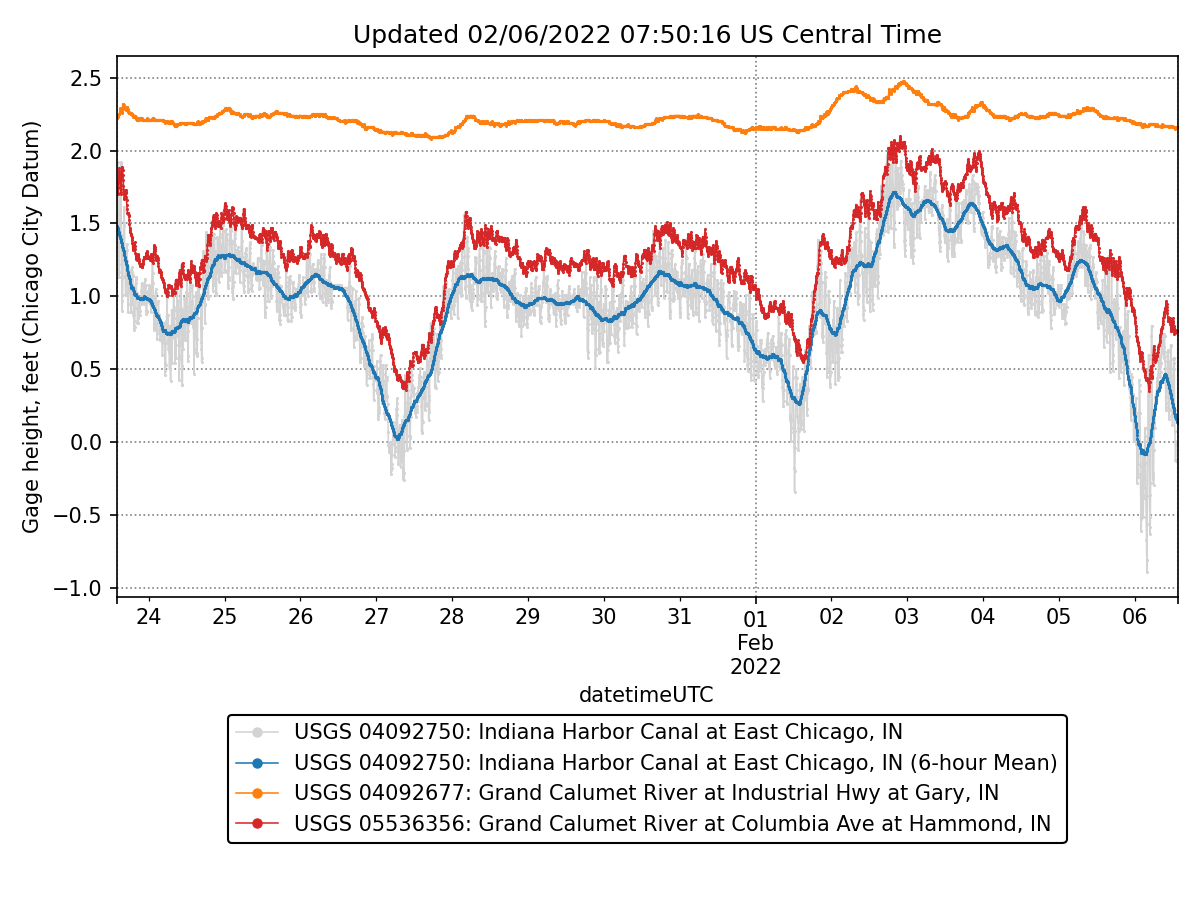 Updated 02/06/2022 07:50:16 US Central Time
Gage height, feet (Chicago City Datum)
2.5
2.0
1.5
1.0
0.5
0.0
−0.5
−1.0
24 25 26 27 28 29 30 31 01 02 03 04 05 06
Feb
2022
datetimeUTC
USGS 04092750: Indiana Harbor Canal at East Chicago, IN
USGS 04092750: Indiana Harbor Canal at East Chicago, IN (6-hour Mean)
USGS 04092677: Grand Calumet River at Industrial Hwy at Gary, IN
USGS 05536356: Grand Calumet River at Columbia Ave at Hammond, IN